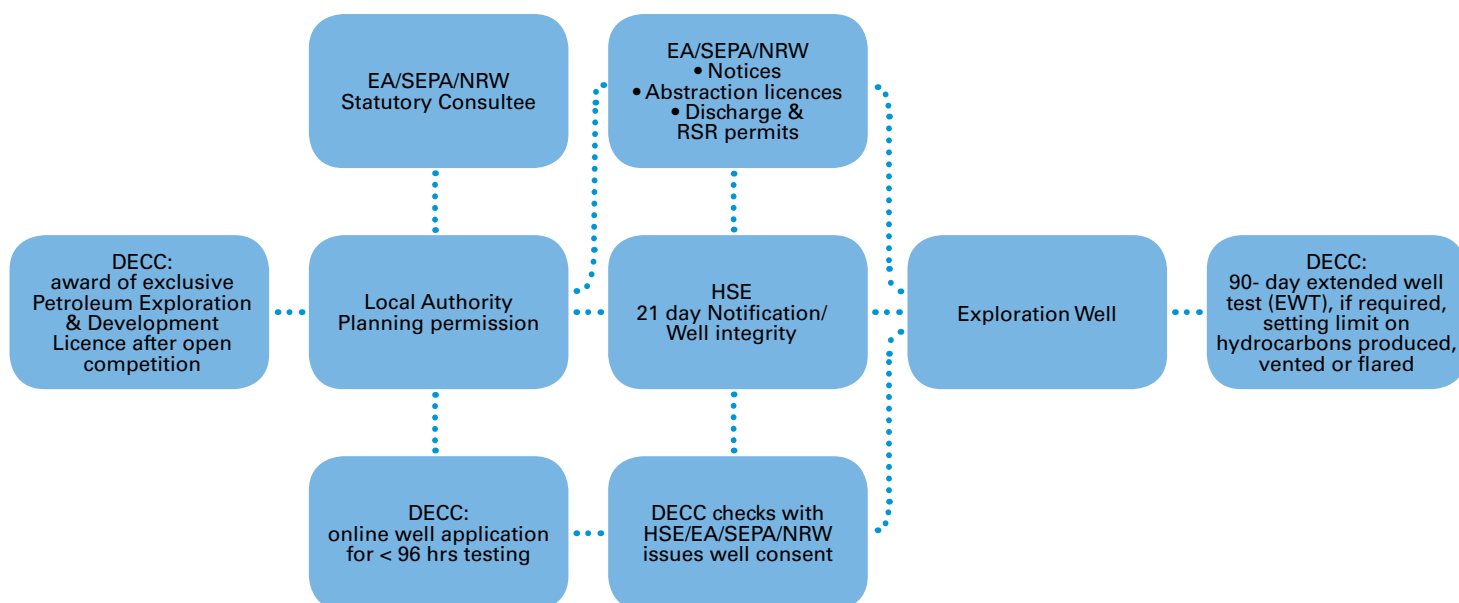 EA/SEPA/NRW
Statutory Consultee
EA/SEPA/NRW
• Notices
• Abstraction licences
• Discharge &
RSR permits
DECC:
award of exclusive
Petroleum Exploration
& Development
Licence after open
competition
Local Authority
Planning permission
HSE
21 day Notification/
Well integrity
Exploration Well
DECC:
90- day extended well
test (EWT), if required,
setting limit on
hydrocarbons produced,
vented or flared
DECC:
online well application
for < 96 hrs testing
DECC checks with
HSE/EA/SEPA/NRW
issues well consent